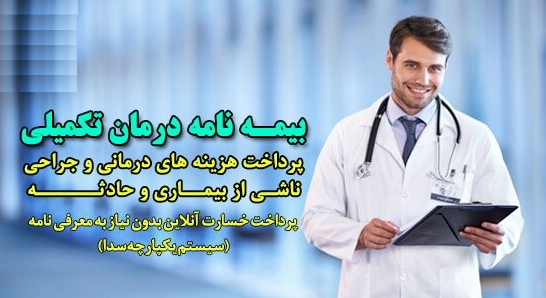 بیمه نامه درمان تکمیلی
پرداخت هزینه های درمانی و جراحی
ناشی از بیماری و حادثه
پرداخت خسارت آنلاین بدون نیاز به معرفی نامه
(سیستم یکپارچه سدا)